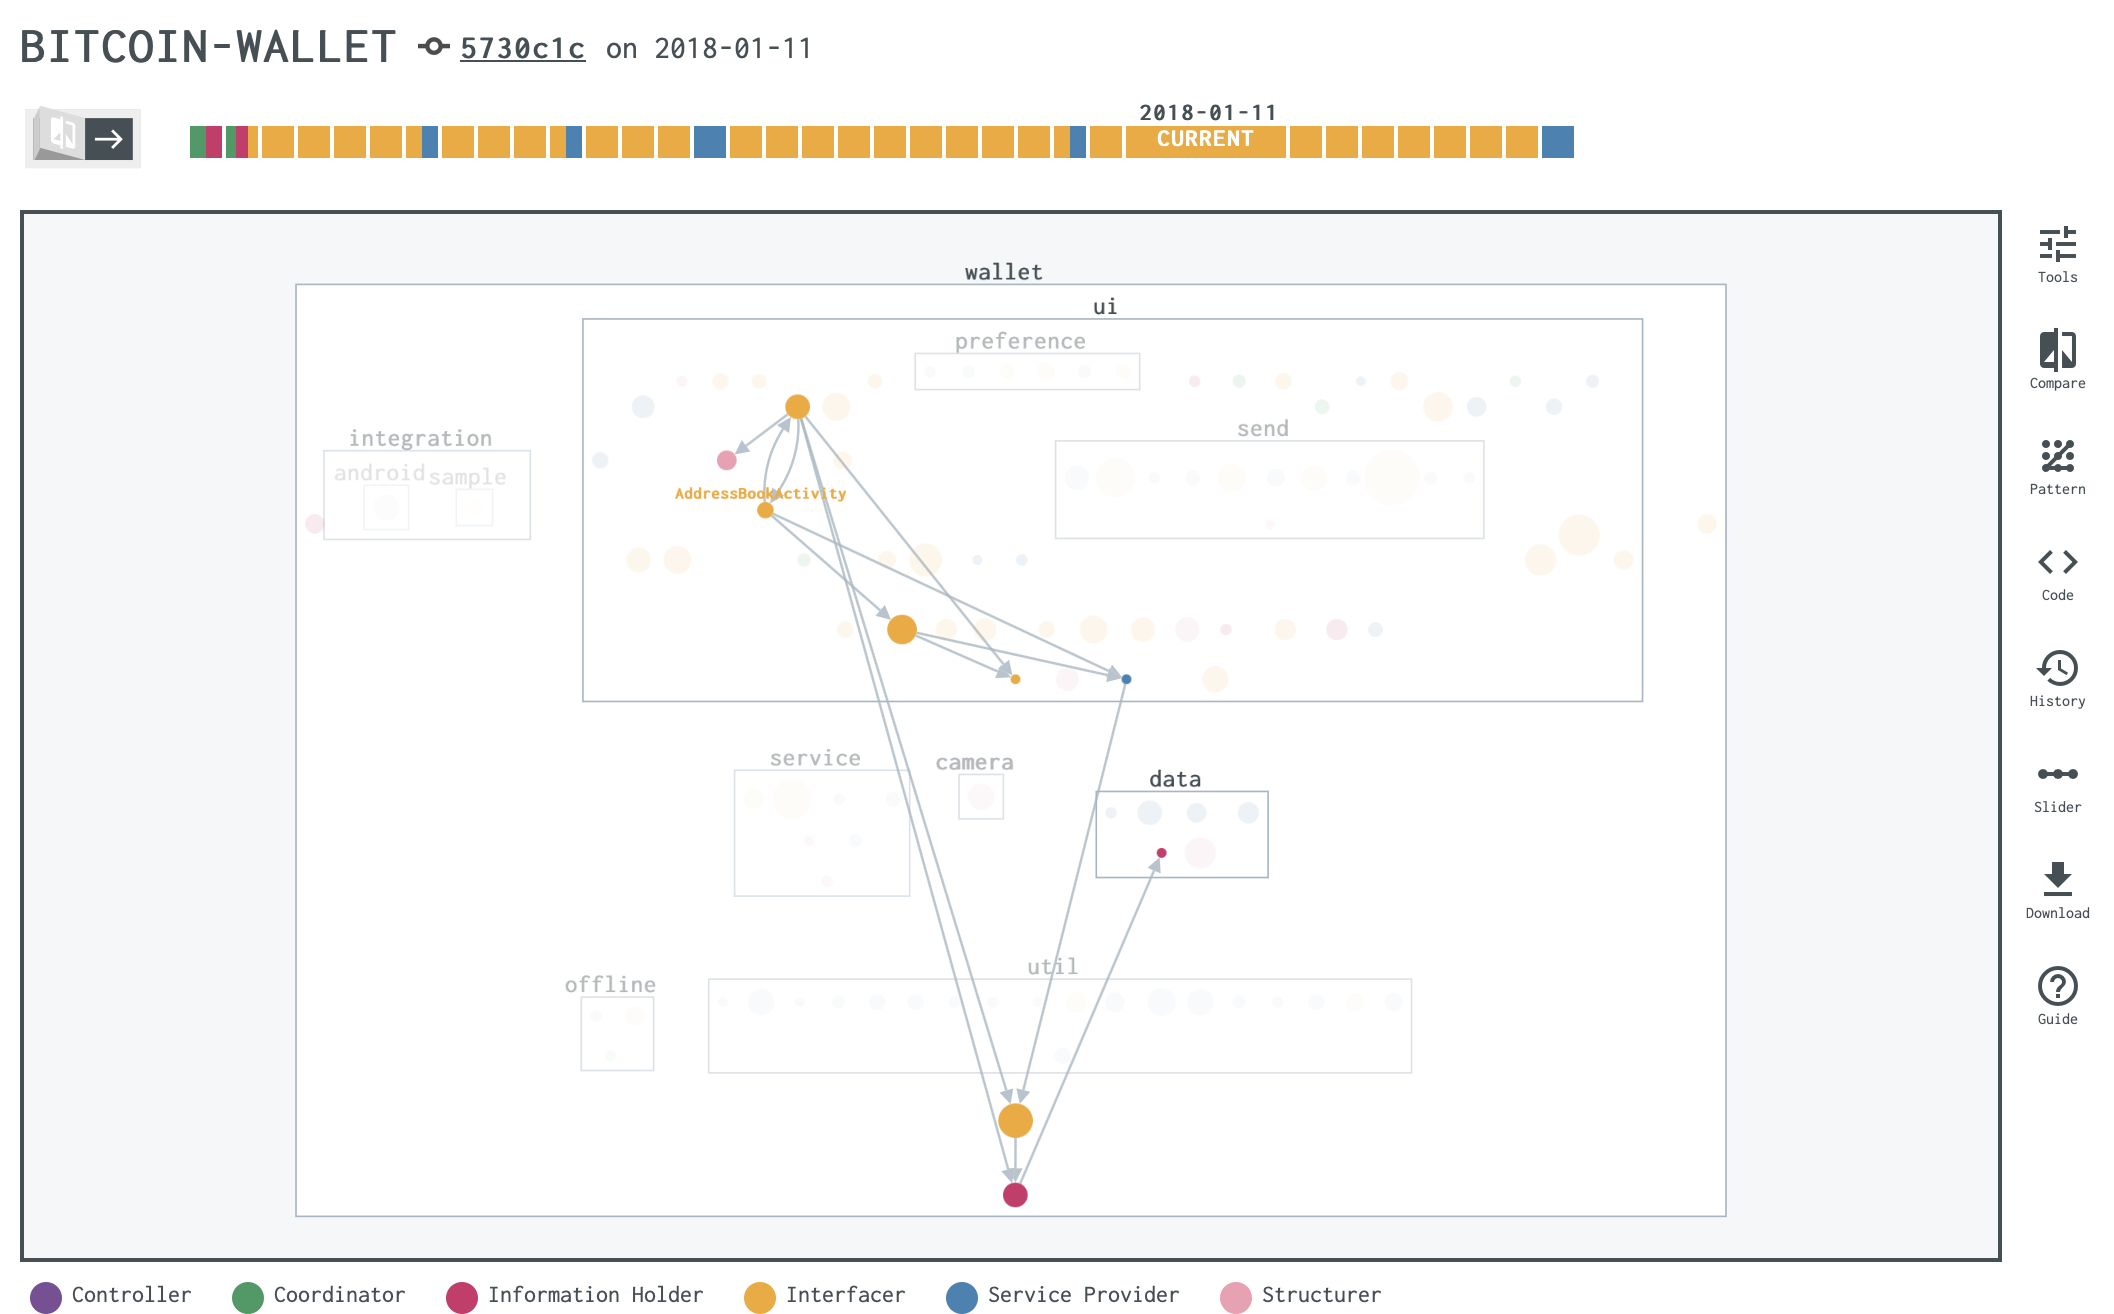 BITCOIN-WALLET 5730c1c on 2018-01-11
2018-01-11
CURRENT
wallet
ui
preference
send
integration
android sample
AddressBookActivity
service
camera
data
offline
util
Tools
Compare
Pattern
Code
History
Slider
Download
Guide
Controller Coordinator Information Holder Interfacer Service Provider Structurer